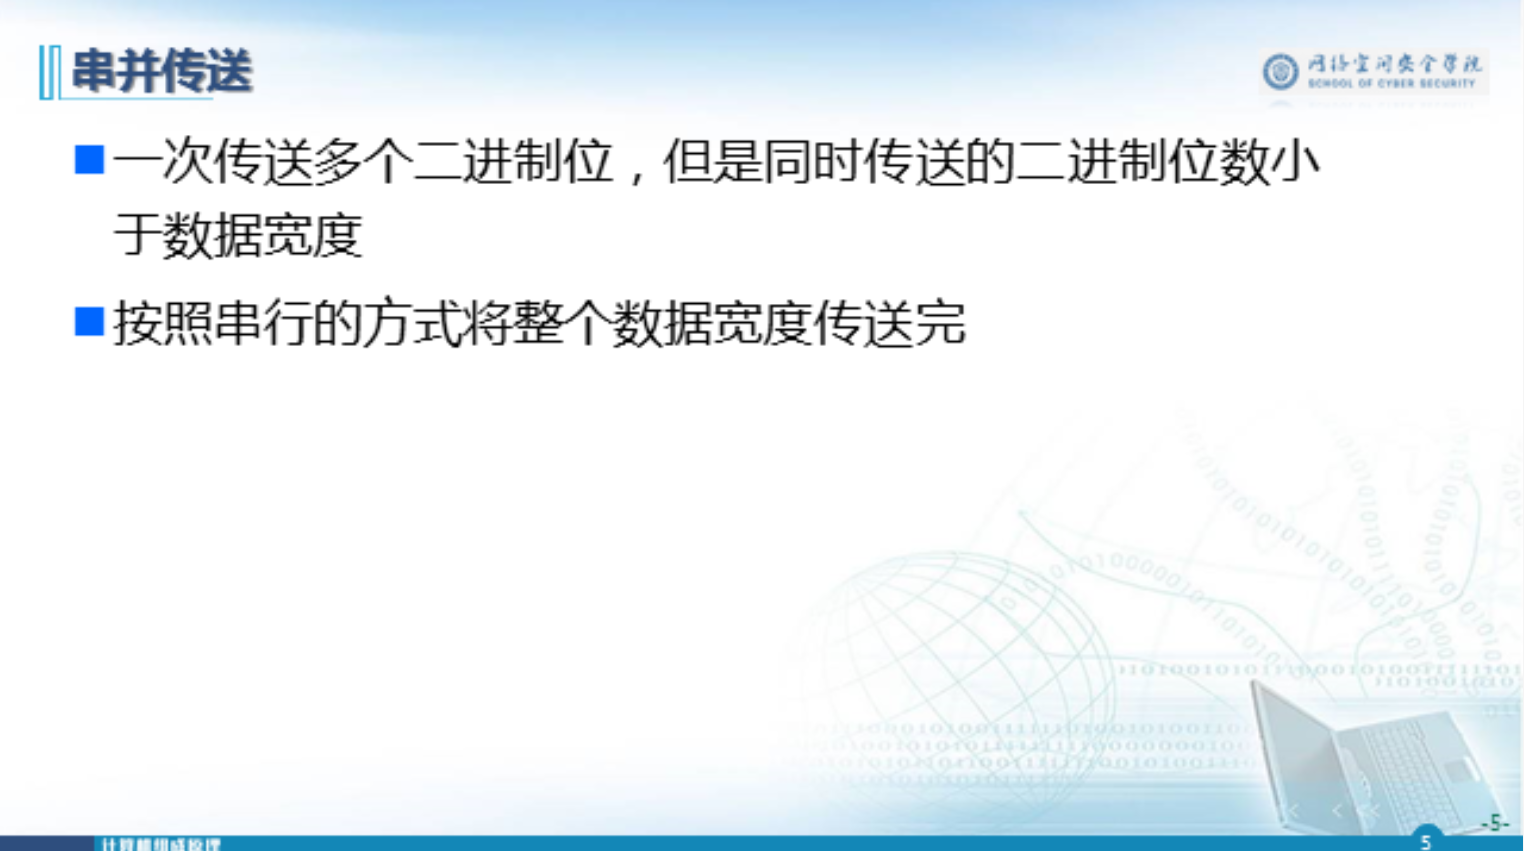 串并传送
网络空间安全学院
SCHOOL OF CYBER SECURITY
一次传送多个二进制位，但是同时传送的二进制位数小
于数据宽度
按照串行的方式将整个数据宽度传送完
-5-
计算机组成原理
5